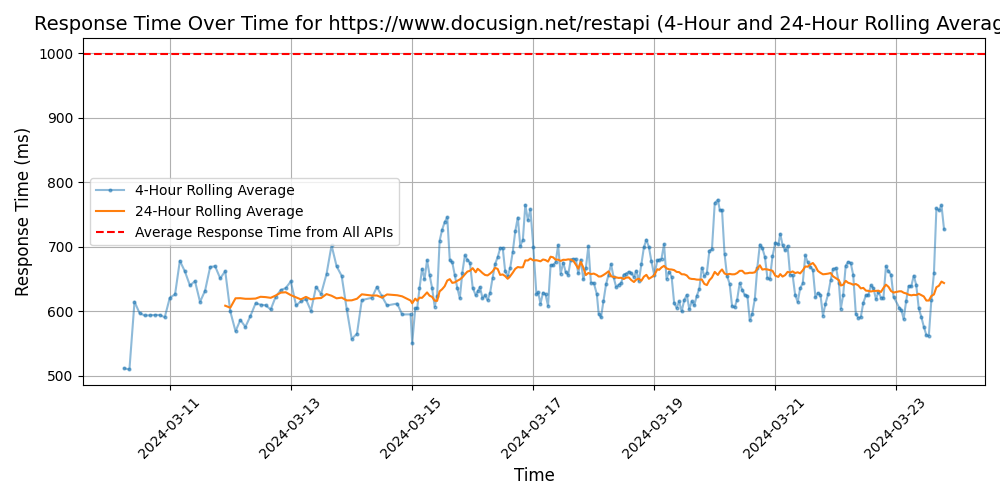 Response Time Over Time for https://www.docusign.net/restapi (4-Hour and 24-Hour Rolling Averag
Response Time (ms)
1000
900
800
700
600
500
4-Hour Rolling Average
24-Hour Rolling Average
Average Response Time from All APIs
2024-03-11
2024-03-13
2024-03-15
2024-03-17
2024-03-19
2024-03-21
2024-03-23
Time